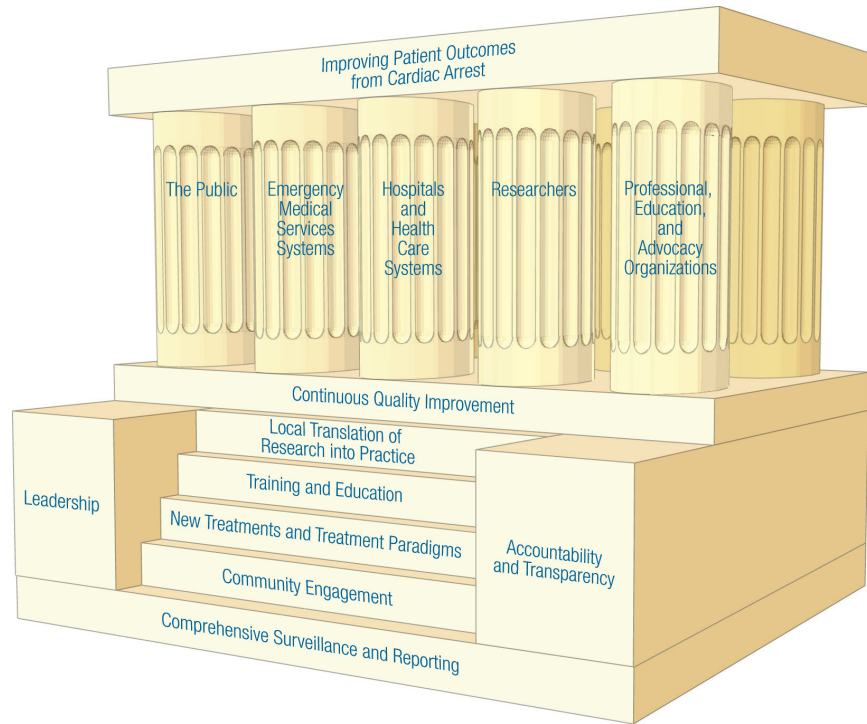 Improving Patient Outcomes
from Cardiac Arrest
The Public
Emergency
Medical
Services
Systems
Hospitals
and
Health
Care
Systems
Researchers
Professional,
Education,
and
Advocacy
Organizations
Continuous Quality Improvement
Local Translation of
Research into Practice
Training and Education
Leadership
New Treatments and Treatment Paradigms
Accountability
and Transparency
Community Engagement
Comprehensive Surveillance and Reporting